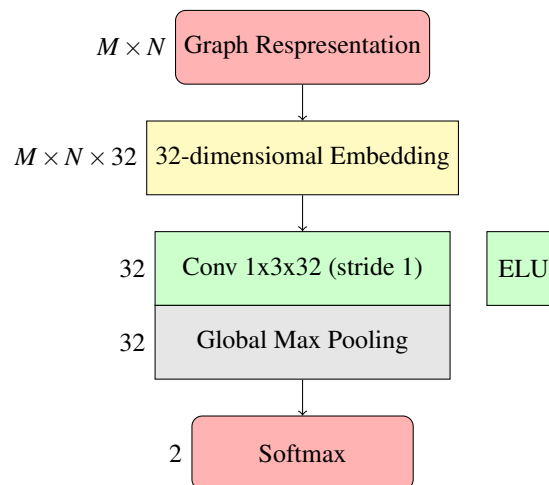 M × N Graph Respresentation
M × N × 32 32-dimensiomal Embedding
32 Conv 1x3x32 (stride 1) ELU
32 Global Max Pooling
2 Softmax